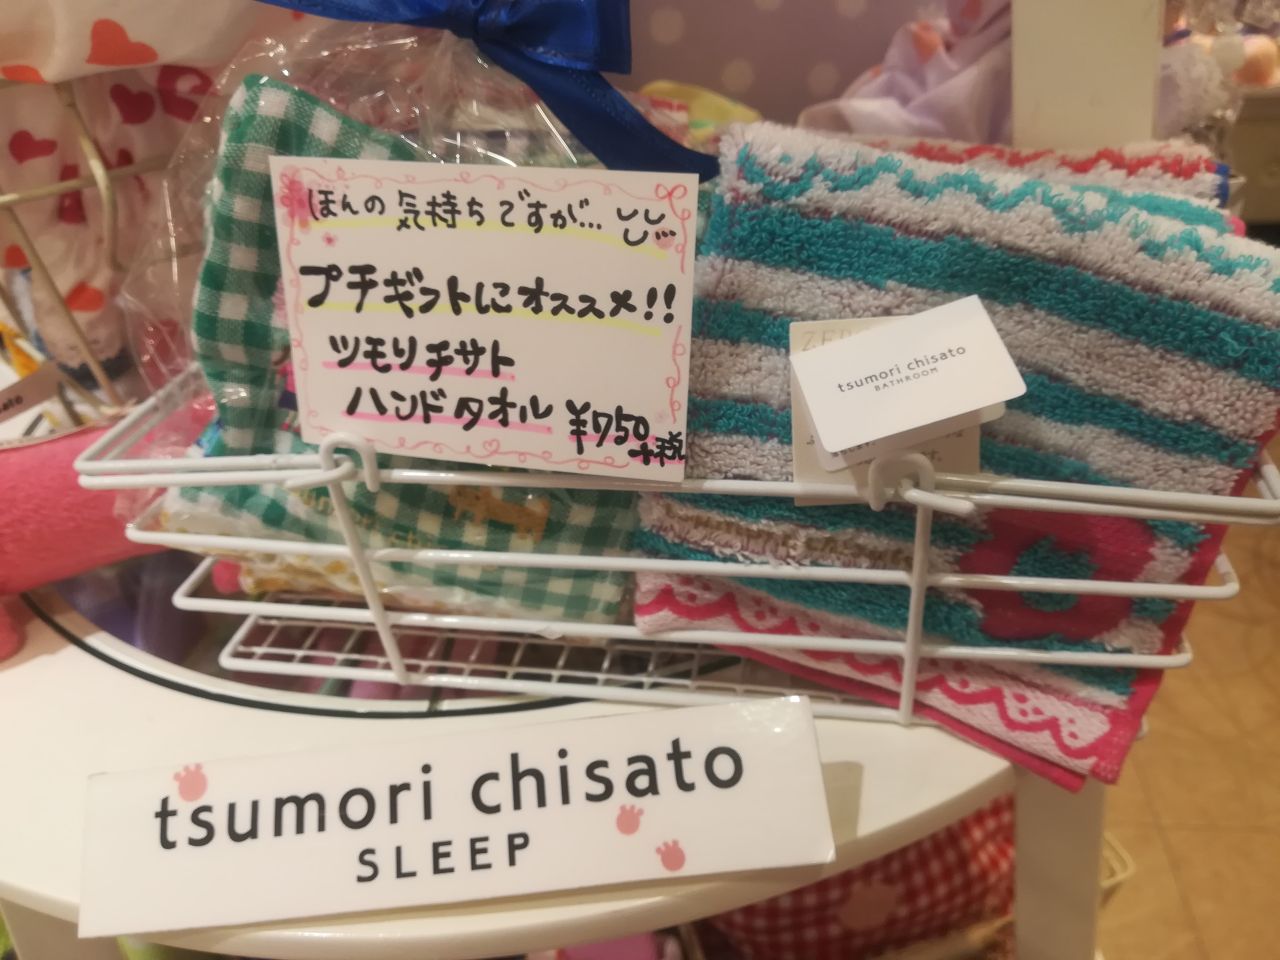 ほんの気持ちですが…
プチギフトにオススメ!!
ツモリチサト
ハンドタオル ¥750
+税
tsumori chisato
BATHROOM
tsumori chisato
SLEEP